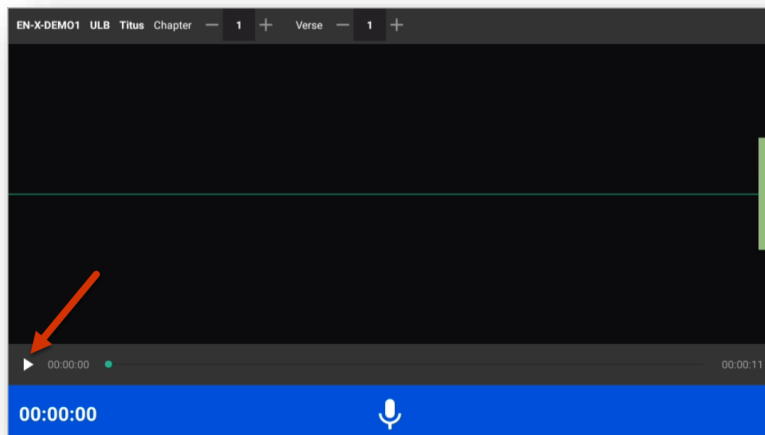 EN-X-DEMO1 ULB Titus Chapter — 1 + Verse — 1 +
00:00:00 00:00:11
00:00:00